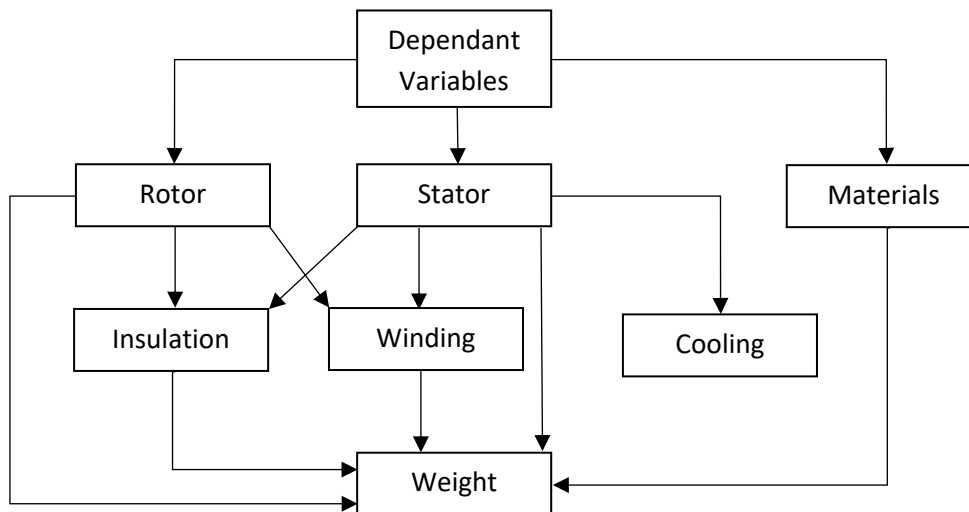 Dependant
Variables
Rotor
Stator
Materials
Insulation
Winding
Cooling
Weight